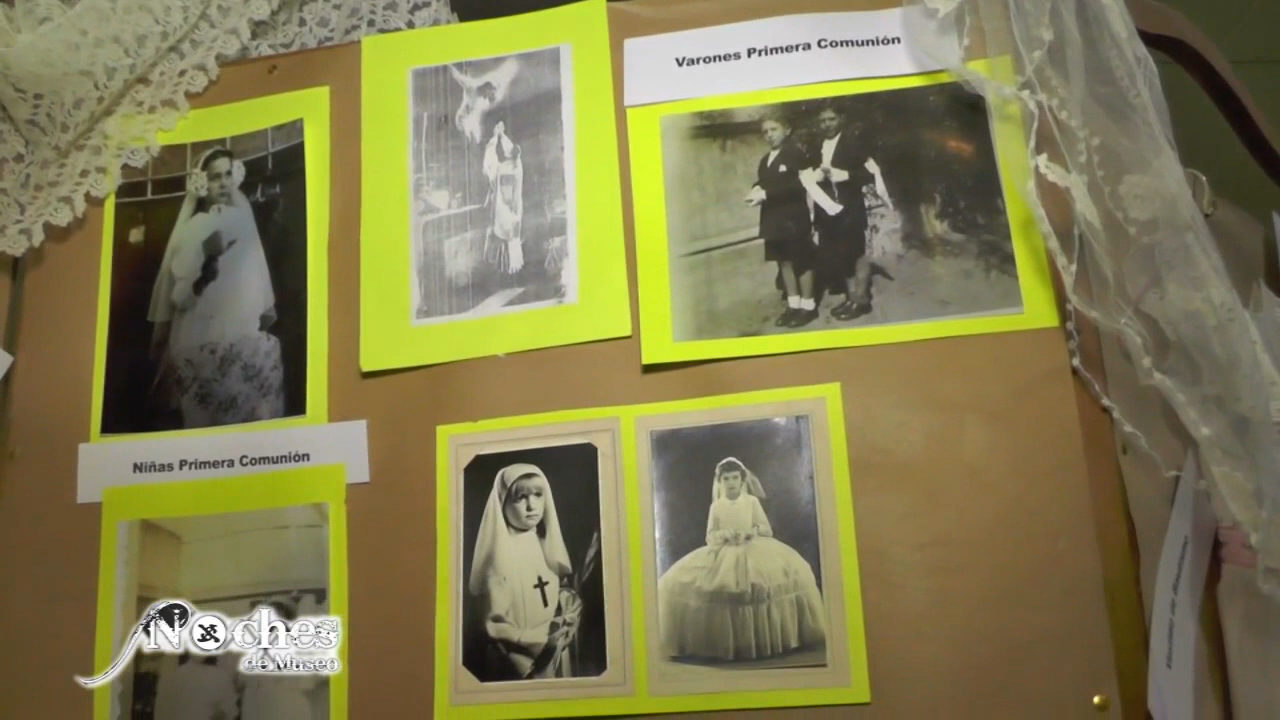 Varones Primera Comunión
Niñas Primera Comunión
Noches
de Museo